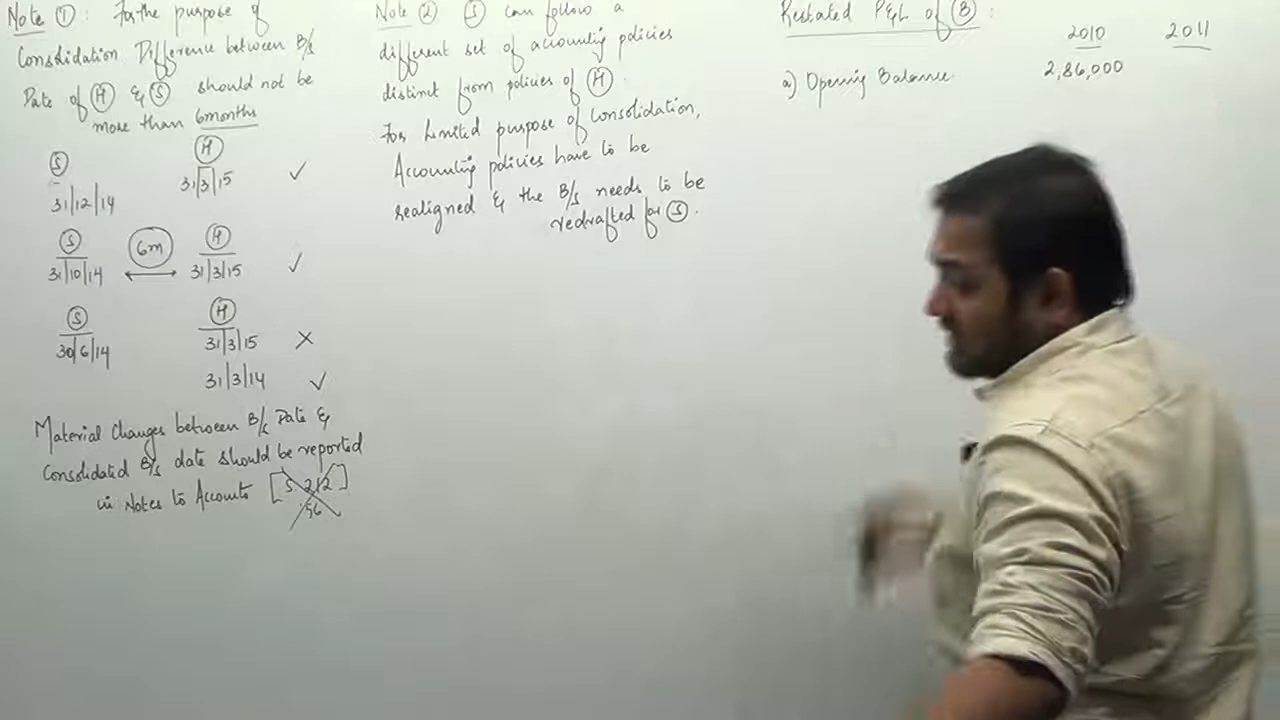 Note ① : For the purpose of
Consolidation Difference between B/s
Date of Ⓗ & Ⓢ should not be
more than 6months
Ⓢ Ⓗ
31/12/14 31/3/15 ✓
Ⓢ 6m Ⓗ
31/10/14 31/3/15 ✓
Ⓢ Ⓗ
30/6/14 31/3/15 ×
31/3/14 ✓
Material Changes between B/s Date &
Consolidated B/s date should be reported
in Notes to Accounts
Note ② Ⓢ can follow a
different set of accounting policies
distinct from policies of Ⓗ.
For Limited purpose of Consolidation,
Accounting policies have to be
realigned & the B/s needs to be
redrafted for Ⓢ.
Restated P&L of Ⓑ :
2010 2011
a) Opening Balance. 2,86,000